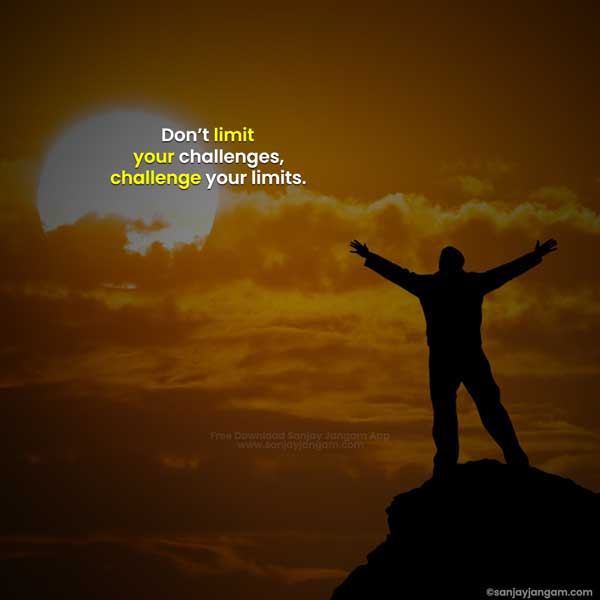 Don’t limit
your challenges,
challenge your limits.
Free Download Sanjay Jangam App
www.sanjayjangam.com
©sanjayjangam.com